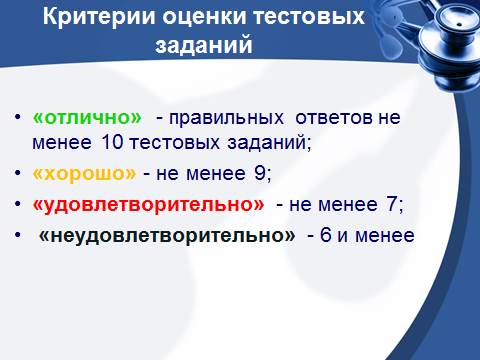 Критерии оценки тестовых
заданий
• «отлично» - правильных ответов не
менее 10 тестовых заданий;
• «хорошо» - не менее 9;
• «удовлетворительно» - не менее 7;
• «неудовлетворительно» - 6 и менее